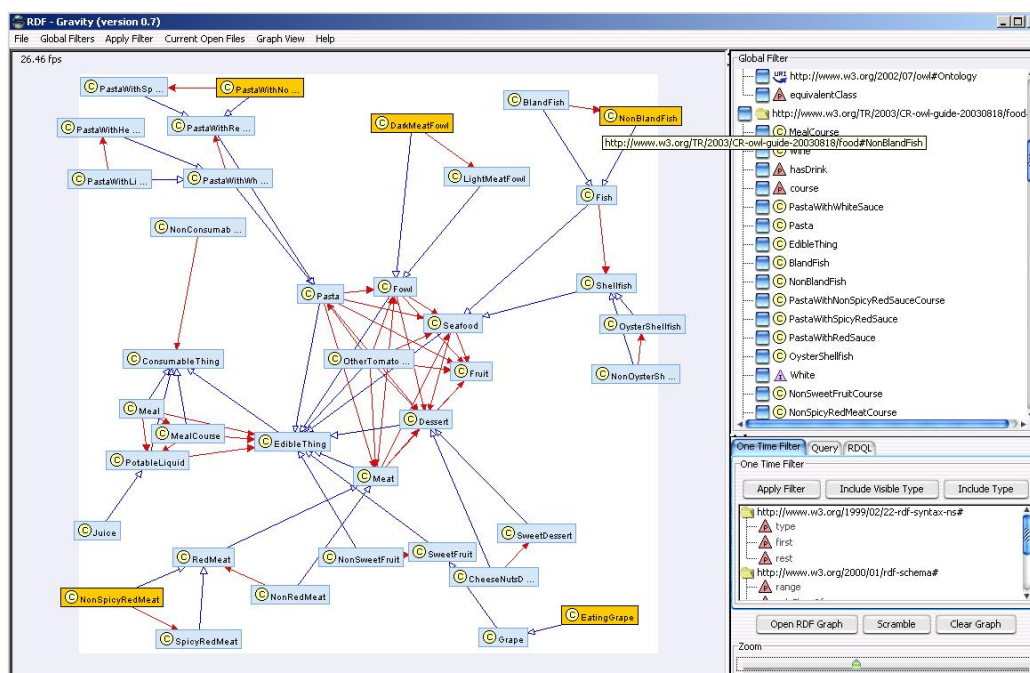 RDF - Gravity (version 0.7)
File Global Filters Apply Filter Current Open Files Graph View Help
26.46 fps
PastaWithSp ...
PastaWithNo ...
BlandFish
PastaWithHe ...
PastaWithRe ...
DarkMeatFowl
NonBlandFish
http://www.w3.org/TR/2003/CR-owl-guide-20030818/food#NonBlandFish
PastaWithLi ...
PastaWithWh ...
LightMeatFowl
Fish
NonConsumab ...
Pasta
Fowl
Shellfish
Seafood
OysterShellfish
ConsumableThing
OtherTomato ...
Fruit
NonOysterSh ...
Meal
MealCourse
Dessert
EdibleThing
PotableLiquid
Meat
Juice
SweetDessert
RedMeat
NonSweetFruit
SweetFruit
CheeseNutsD ...
NonSpicyRedMeat
NonRedMeat
EatingGrape
SpicyRedMeat
Grape
Global Filter
http://www.w3.org/2002/07/owl#Ontology
equivalentClass
http://www.w3.org/TR/2003/CR-owl-guide-20030818/food-
MealCourse
Wine
hasDrink
course
PastaWithWhiteSauce
Pasta
EdibleThing
BlandFish
NonBlandFish
PastaWithNonSpicyRedSauceCourse
PastaWithSpicyRedSauce
PastaWithRedSauce
OysterShellfish
White
NonSweetFruitCourse
NonSpicyRedMeatCourse
One Time Filter Query RDQL
One Time Filter
Apply Filter Include Visible Type Include Type
http://www.w3.org/1999/02/22-rdf-syntax-ns#
type
first
rest
http://www.w3.org/2000/01/rdf-schema#
range
Open RDF Graph Scramble Clear Graph
Zoom